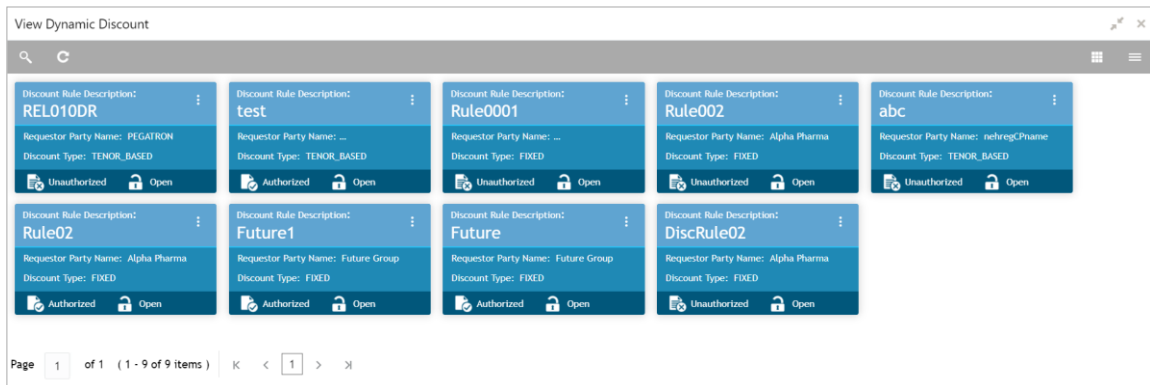 View Dynamic Discount
Discount Rule Description:
REL010DR
Requestor Party Name: PEGATRON
Discount Type: TENOR_BASED
Unauthorized Open
Discount Rule Description:
test
Requestor Party Name: ...
Discount Type: TENOR_BASED
Authorized Open
Discount Rule Description:
Rule0001
Requestor Party Name: ...
Discount Type: FIXED
Unauthorized Open
Discount Rule Description:
Rule002
Requestor Party Name: Alpha Pharma
Discount Type: FIXED
Unauthorized Open
Discount Rule Description:
abc
Requestor Party Name: nehregCPname
Discount Type: TENOR_BASED
Unauthorized Open
Discount Rule Description:
Rule02
Requestor Party Name: Alpha Pharma
Discount Type: FIXED
Authorized Open
Discount Rule Description:
Future1
Requestor Party Name: Future Group
Discount Type: FIXED
Authorized Open
Discount Rule Description:
Future
Requestor Party Name: Future Group
Discount Type: FIXED
Authorized Open
Discount Rule Description:
DiscRule02
Requestor Party Name: Alpha Pharma
Discount Type: FIXED
Unauthorized Open
Page 1 of 1 (1 - 9 of 9 items) 1